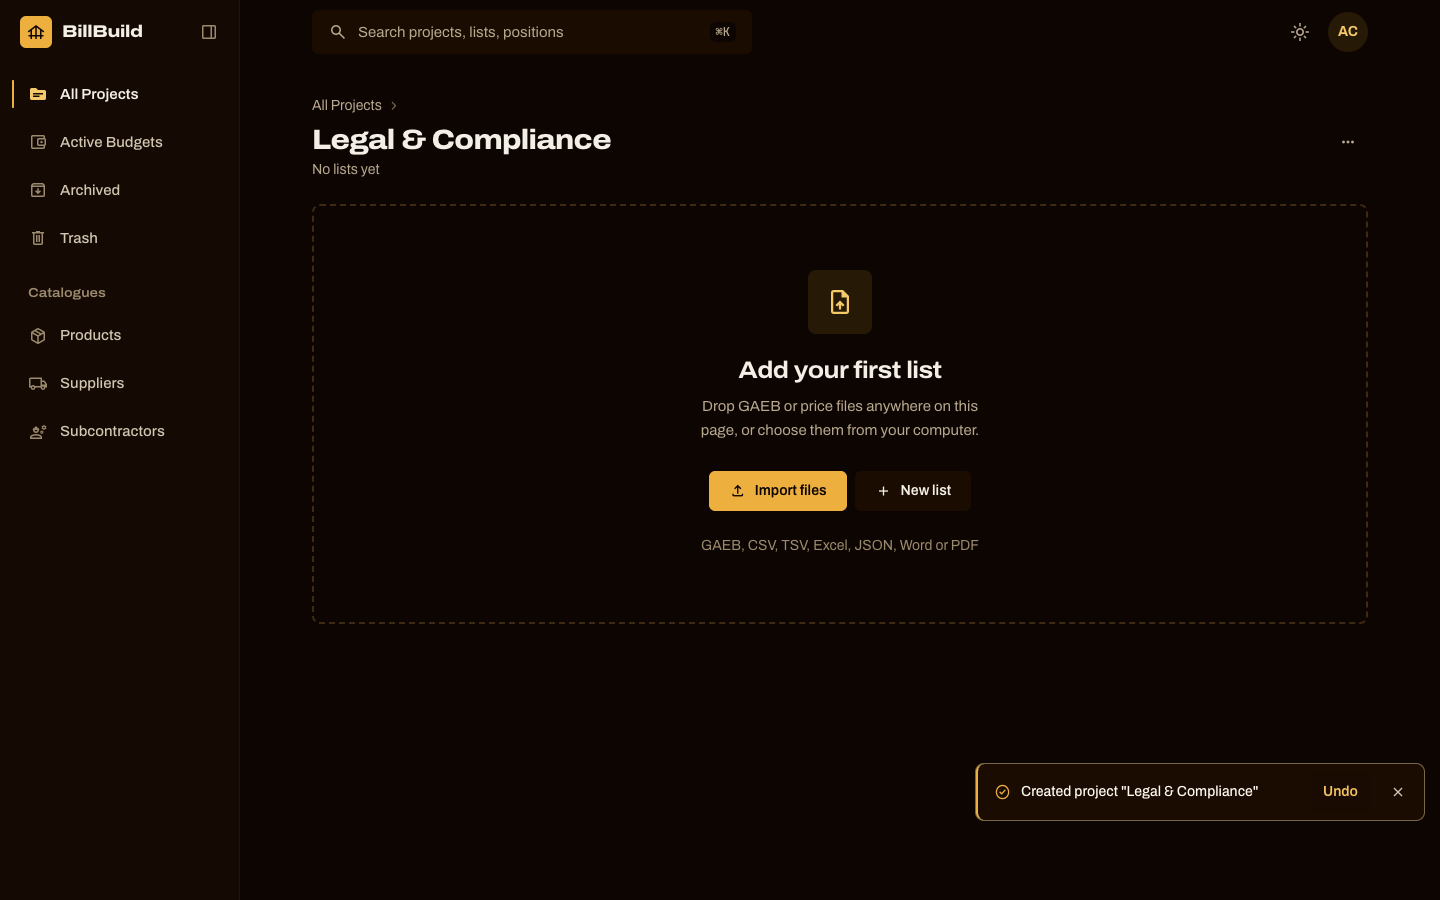 BillBuild
Search projects, lists, positions
⌘K
AC
All Projects
Active Budgets
Archived
Trash
Catalogues
Products
Suppliers
Subcontractors
All Projects
Legal & Compliance
No lists yet
Add your first list
Drop GAEB or price files anywhere on this
page, or choose them from your computer.
Import files
New list
GAEB, CSV, TSV, Excel, JSON, Word or PDF
Created project "Legal & Compliance"
Undo